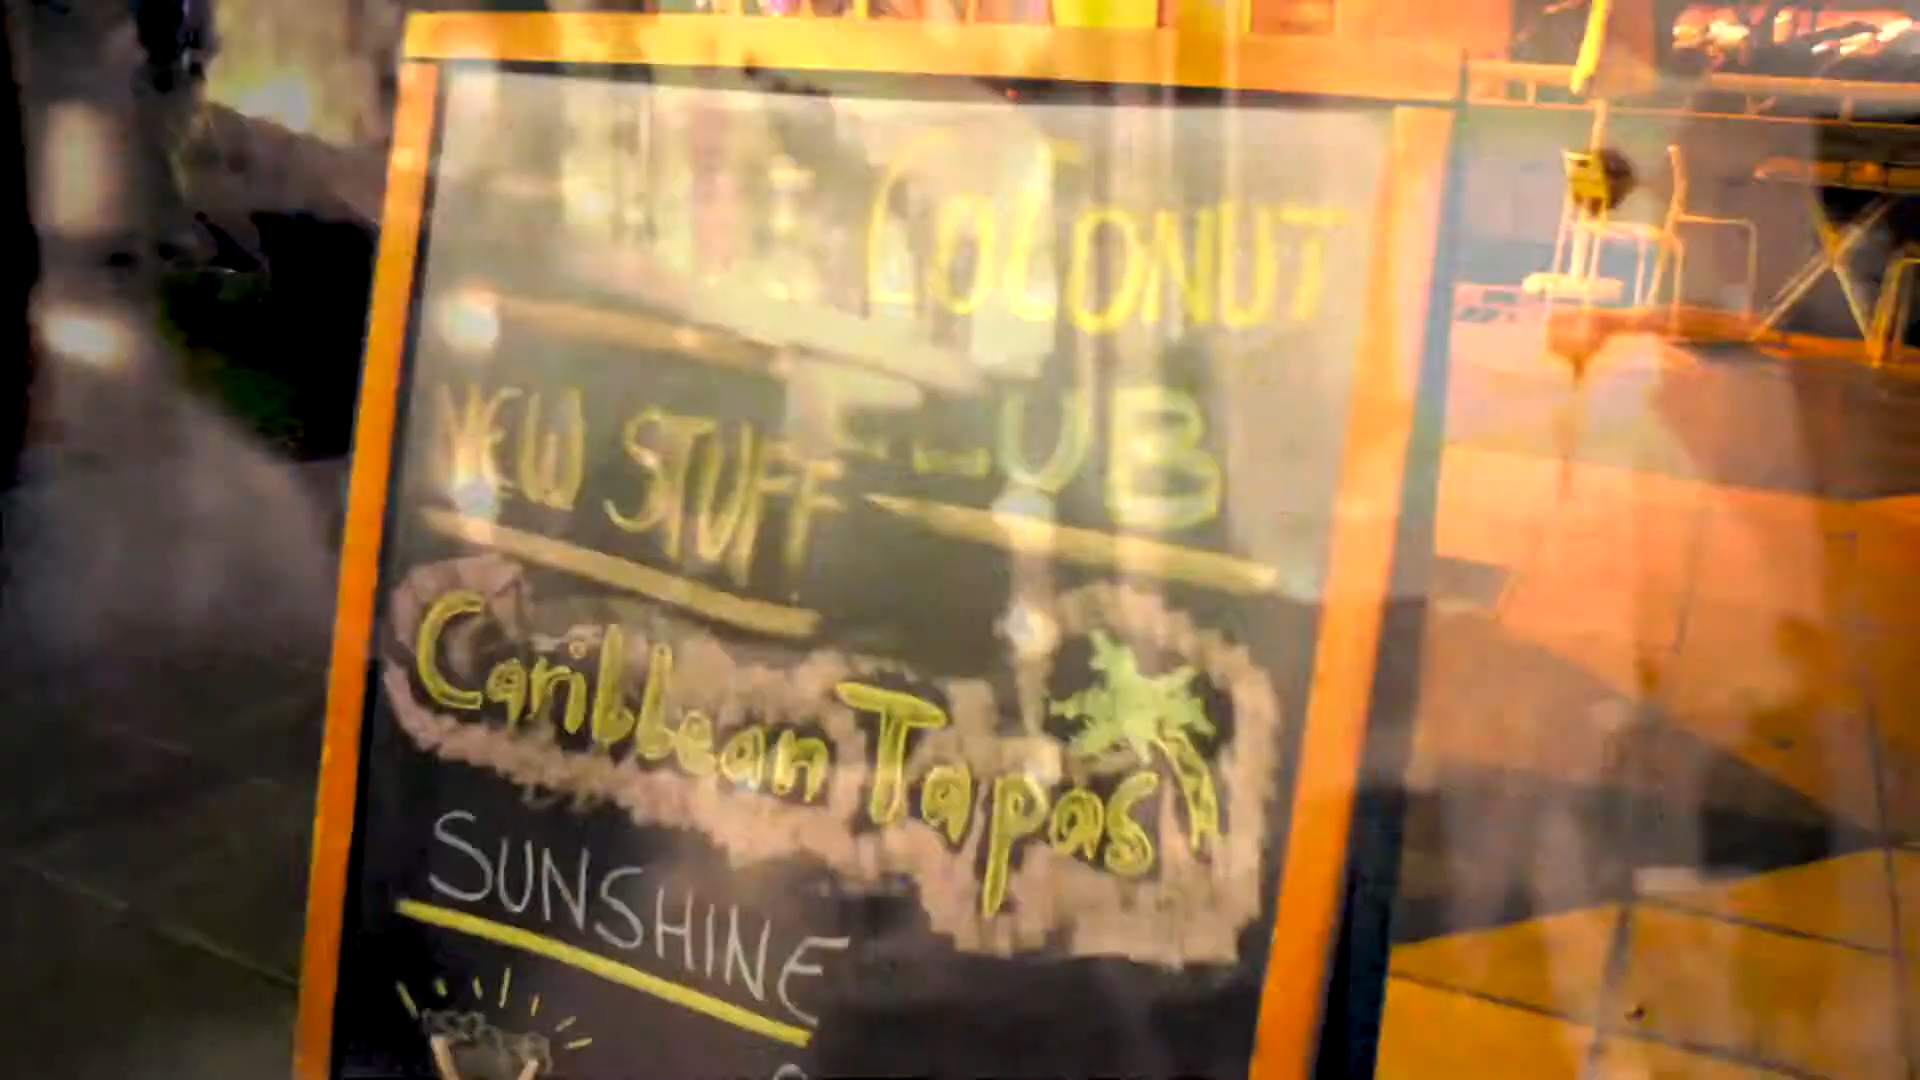 COCONUT
CLUB
NEW STUFF
Caribbean Tapas
SUNSHINE